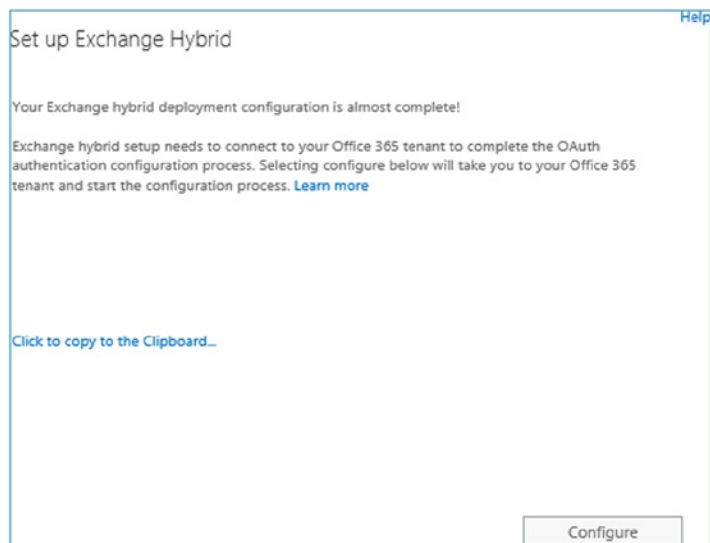 Help
Set up Exchange Hybrid
Your Exchange hybrid deployment configuration is almost complete!
Exchange hybrid setup needs to connect to your Office 365 tenant to complete the OAuth
authentication configuration process. Selecting configure below will take you to your Office 365
tenant and start the configuration process. Learn more
Click to copy to the Clipboard...
Configure